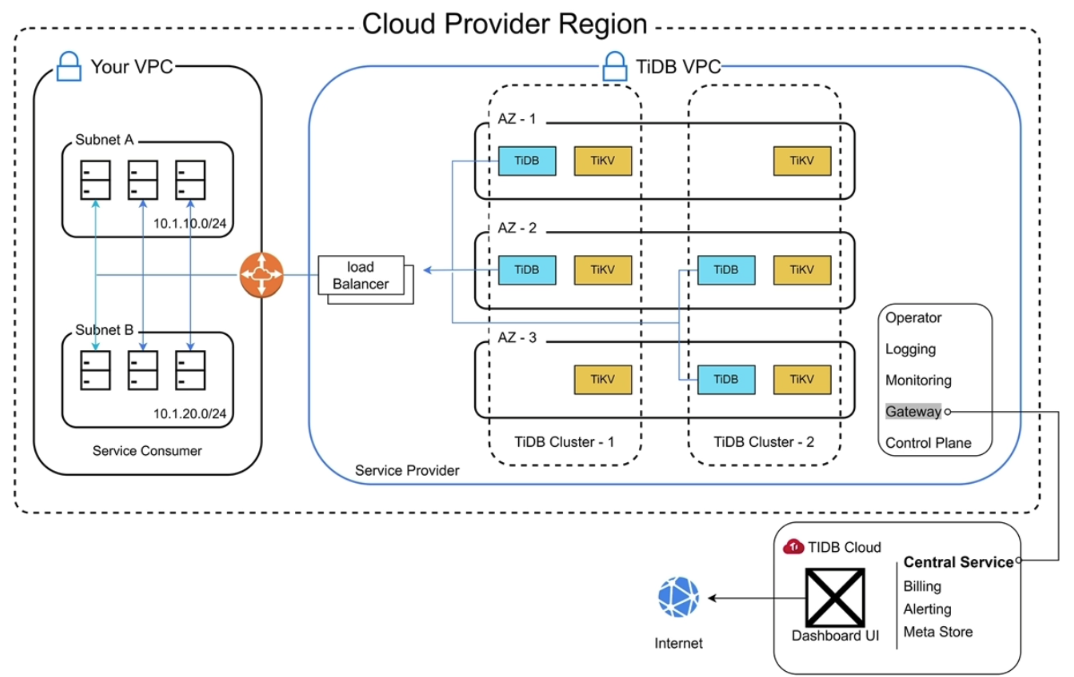 Cloud Provider Region
Your VPC
Subnet A
10.1.10.0/24
Subnet B
10.1.20.0/24
Service Consumer
load
Balancer
TiDB VPC
AZ - 1
TiDB
TiKV
TiKV
AZ - 2
TiDB
TiKV
TiDB
TiKV
AZ - 3
TiKV
TiDB
TiKV
TiDB Cluster - 1
TiDB Cluster - 2
Service Provider
Operator
Logging
Monitoring
Gateway
Control Plane
TIDB Cloud
Dashboard UI
Central Service
Billing
Alerting
Meta Store
Internet